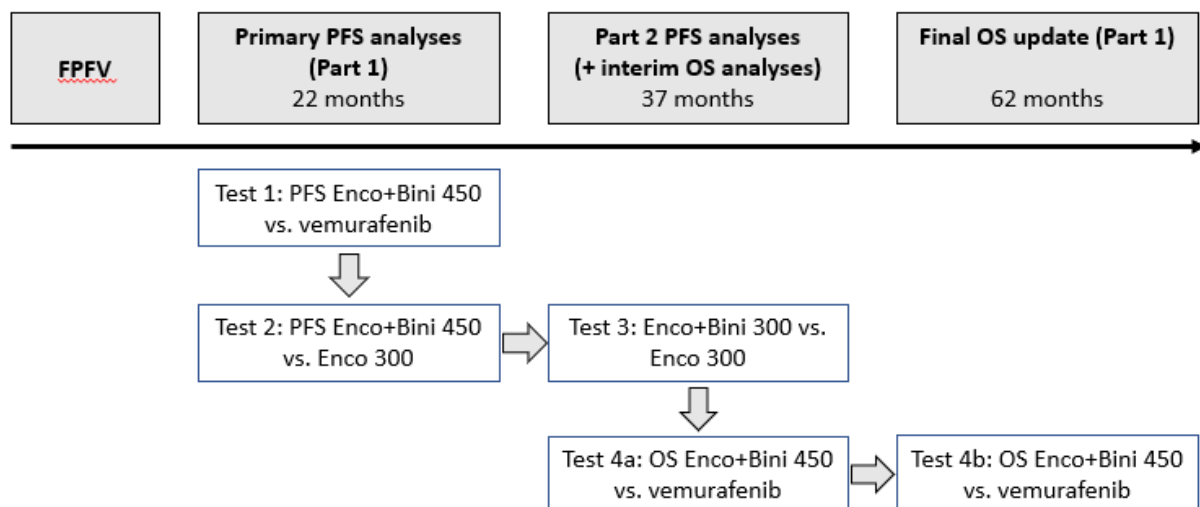 FPFV
Primary PFS analyses
(Part 1)
22 months
Part 2 PFS analyses
(+ interim OS analyses)
37 months
Final OS update (Part 1)
62 months
Test 1: PFS Enco+Bini 450
vs. vemurafenib
Test 2: PFS Enco+Bini 450
vs. Enco 300
Test 3: Enco+Bini 300 vs.
Enco 300
Test 4a: OS Enco+Bini 450
vs. vemurafenib
Test 4b: OS Enco+Bini 450
vs. vemurafenib